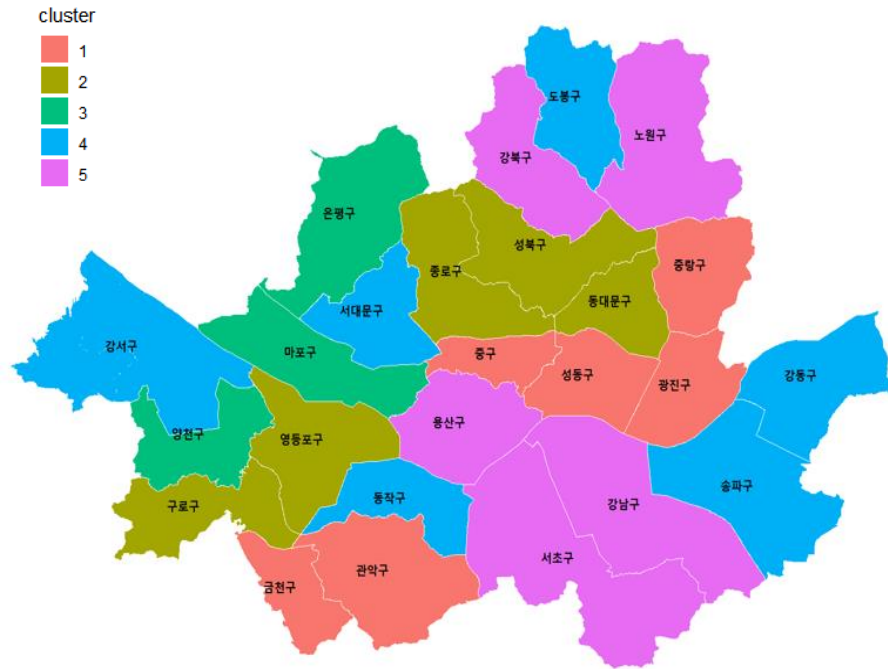 cluster
1
2
3
4
5
도봉구
노원구
강북구
은평구
성북구
종로구
중랑구
동대문구
서대문구
강서구
마포구
중구
성동구
광진구
강동구
용산구
양천구
영등포구
송파구
동작구
강남구
구로구
서초구
관악구
금천구